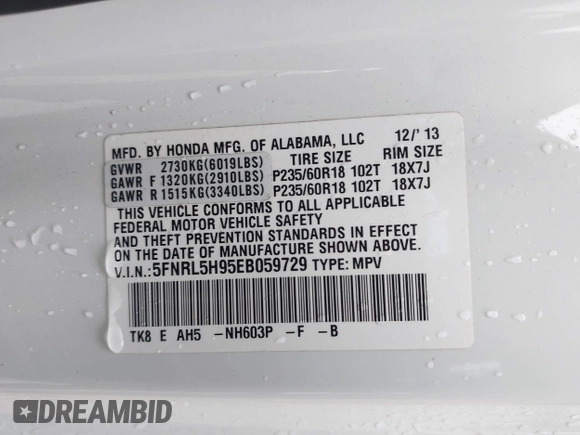 MFD. BY HONDA MFG. OF ALABAMA, LLC 12/'13
GVWR 2730KG(6019LBS) TIRE SIZE RIM SIZE
GAWR F 1320KG(2910LBS) P235/60R18 102T 18X7J
GAWR R 1515KG(3340LBS) P235/60R18 102T 18X7J
THIS VEHICLE CONFORMS TO ALL APPLICABLE
FEDERAL MOTOR VEHICLE SAFETY
AND THEFT PREVENTION STANDARDS IN EFFECT
ON THE DATE OF MANUFACTURE SHOWN ABOVE.
V.I.N.:5FNRL5H95EB059729 TYPE: MPV
TK8 E AH5 -NH603P -F -B
DREAMBID